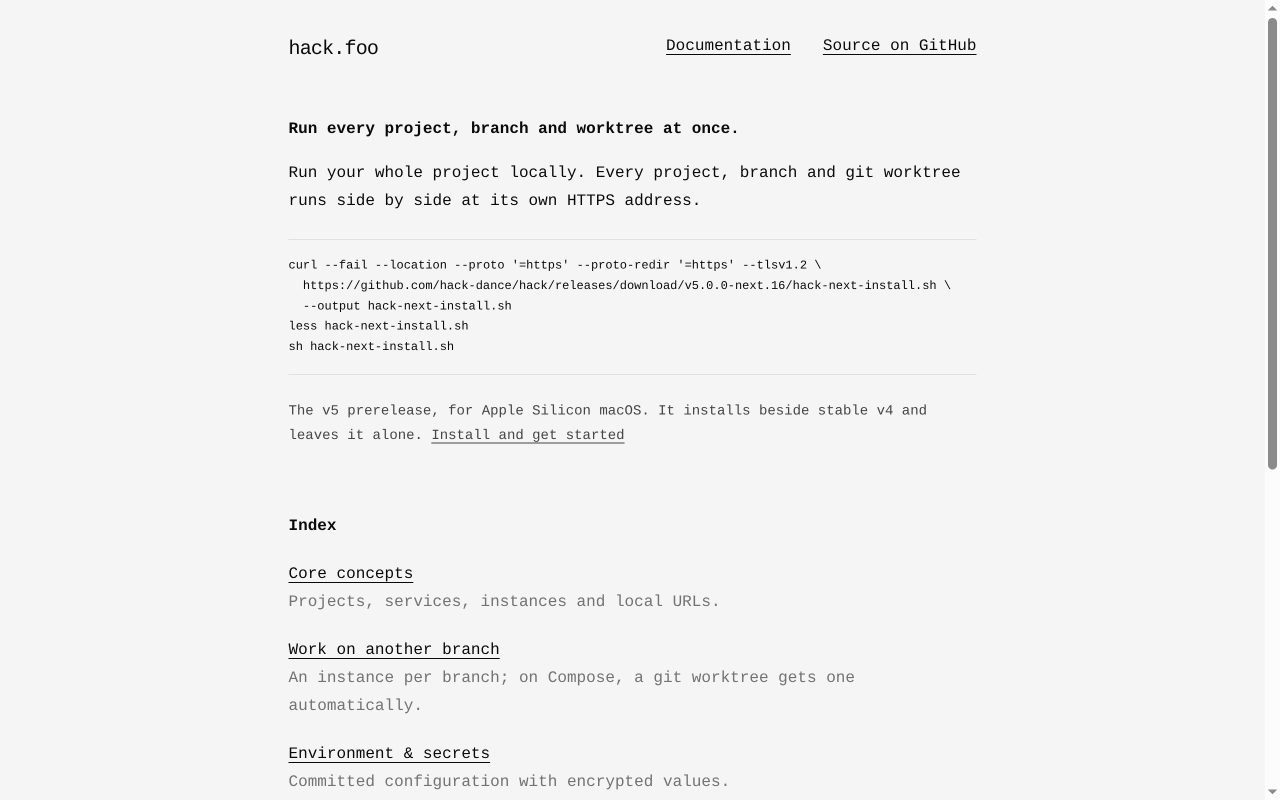 hack.foo
Documentation
Source on GitHub
Run every project, branch and worktree at once.
Run your whole project locally. Every project, branch and git worktree
runs side by side at its own HTTPS address.
curl --fail --location --proto '=https' --proto-redir '=https' --tlsv1.2 \
  https://github.com/hack-dance/hack/releases/download/v5.0.0-next.16/hack-next-install.sh \
  --output hack-next-install.sh
less hack-next-install.sh
sh hack-next-install.sh
The v5 prerelease, for Apple Silicon macOS. It installs beside stable v4 and
leaves it alone. Install and get started
Index
Core concepts
Projects, services, instances and local URLs.
Work on another branch
An instance per branch; on Compose, a git worktree gets one
automatically.
Environment & secrets
Committed configuration with encrypted values.